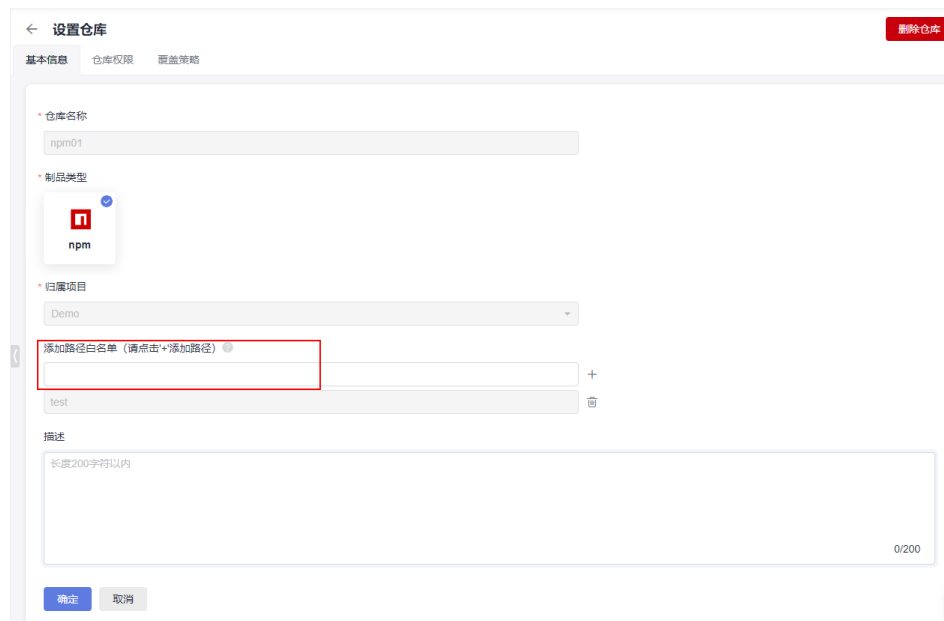 ← 设置仓库 删除仓库
基本信息 仓库权限 覆盖策略
* 仓库名称
npm01
* 制品类型
npm
* 归属项目
Demo
添加路径白名单（请点击'+'添加路径） ?
+
test
描述
长度200字符以内
0/200
确定 取消